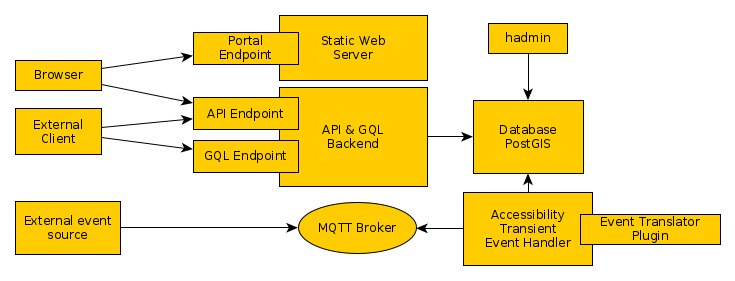 Portal
Endpoint
Static Web
Server
hadmin
Browser
API Endpoint
External
Client
API & GQL
Backend
Database
PostGIS
GQL Endpoint
External event
source
MQTT Broker
Accessibility
Transient
Event Handler
Event Translator
Plugin